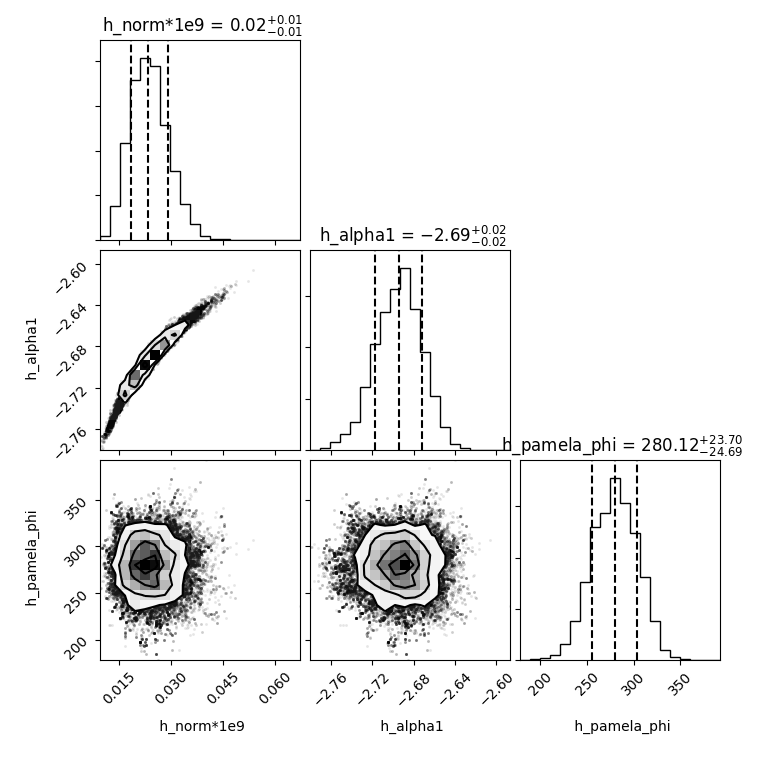 h_norm*1e9 = 0.02^{+0.01}_{−0.01}
h_alpha1 = −2.69^{+0.02}_{−0.02}
h_alpha1
−2.60
−2.64
−2.68
−2.72
−2.76
h_pamela_phi = 280.12^{+23.70}_{−24.69}
h_pamela_phi
350
300
250
200
0.015 0.030 0.045 0.060
−2.76 −2.72 −2.68 −2.64 −2.60
200 250 300 350
h_norm*1e9 h_alpha1 h_pamela_phi